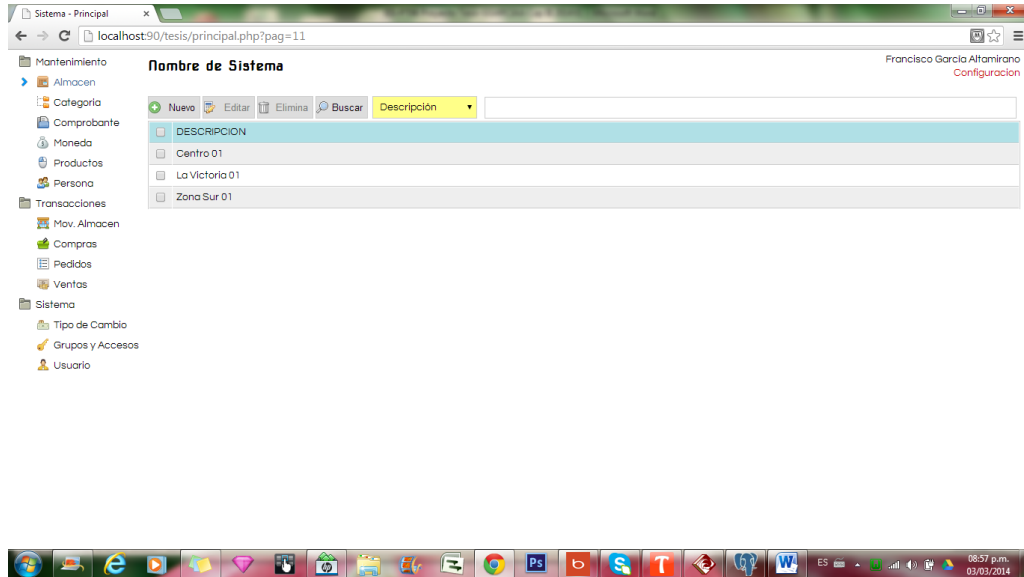 Sistema - Principal
localhost:90/tesis/principal.php?pag=11
Francisco García Altamirano
Configuracion
Nombre de Sistema
Mantenimiento
Almacen
Categoria
Comprobante
Moneda
Productos
Persona
Transacciones
Mov. Almacen
Compras
Pedidos
Ventas
Sistema
Tipo de Cambio
Grupos y Accesos
Usuario
Nuevo Editar Elimina Buscar Descripción
DESCRIPCION
Centro 01
La Victoria 01
Zona Sur 01
Ps
ES
08:57 p.m.
03/03/2014